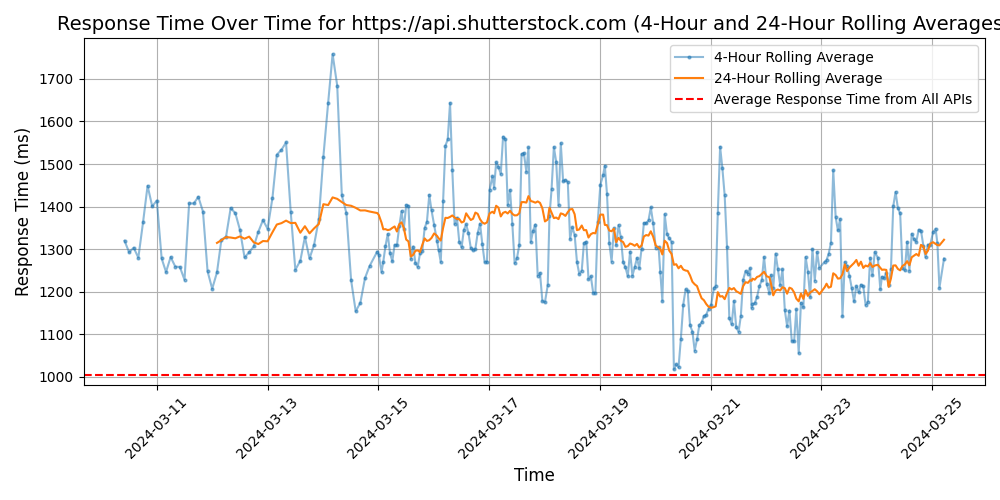 Response Time Over Time for https://api.shutterstock.com (4-Hour and 24-Hour Rolling Averages
4-Hour Rolling Average
24-Hour Rolling Average
Average Response Time from All APIs
Response Time (ms)
1700
1600
1500
1400
1300
1200
1100
1000
2024-03-11
2024-03-13
2024-03-15
2024-03-17
2024-03-19
2024-03-21
2024-03-23
2024-03-25
Time